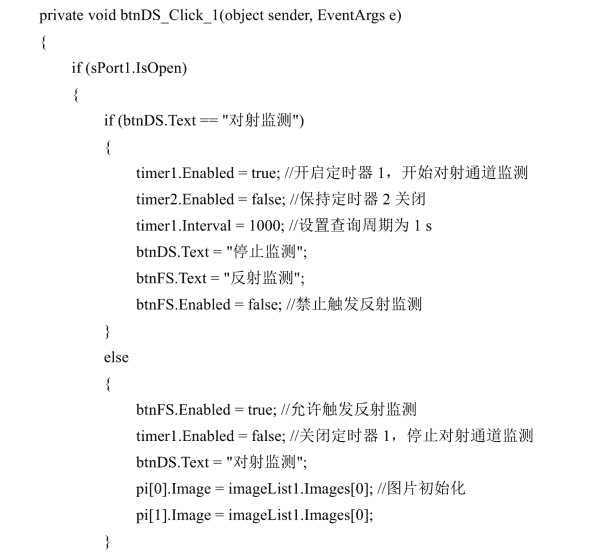 private void btnDS_Click_1(object sender, EventArgs e)
{
if (sPort1.IsOpen)
{
if (btnDS.Text == "对射监测")
{
timer1.Enabled = true; //开启定时器 1，开始对射通道监测
timer2.Enabled = false; //保持定时器 2 关闭
timer1.Interval = 1000; //设置查询周期为 1 s
btnDS.Text = "停止监测";
btnFS.Text = "反射监测";
btnFS.Enabled = false; //禁止触发反射监测
}
else
{
btnFS.Enabled = true; //允许触发反射监测
timer1.Enabled = false; //关闭定时器 1，停止对射通道监测
btnDS.Text = "对射监测";
pi[0].Image = imageList1.Images[0]; //图片初始化
pi[1].Image = imageList1.Images[0];
}